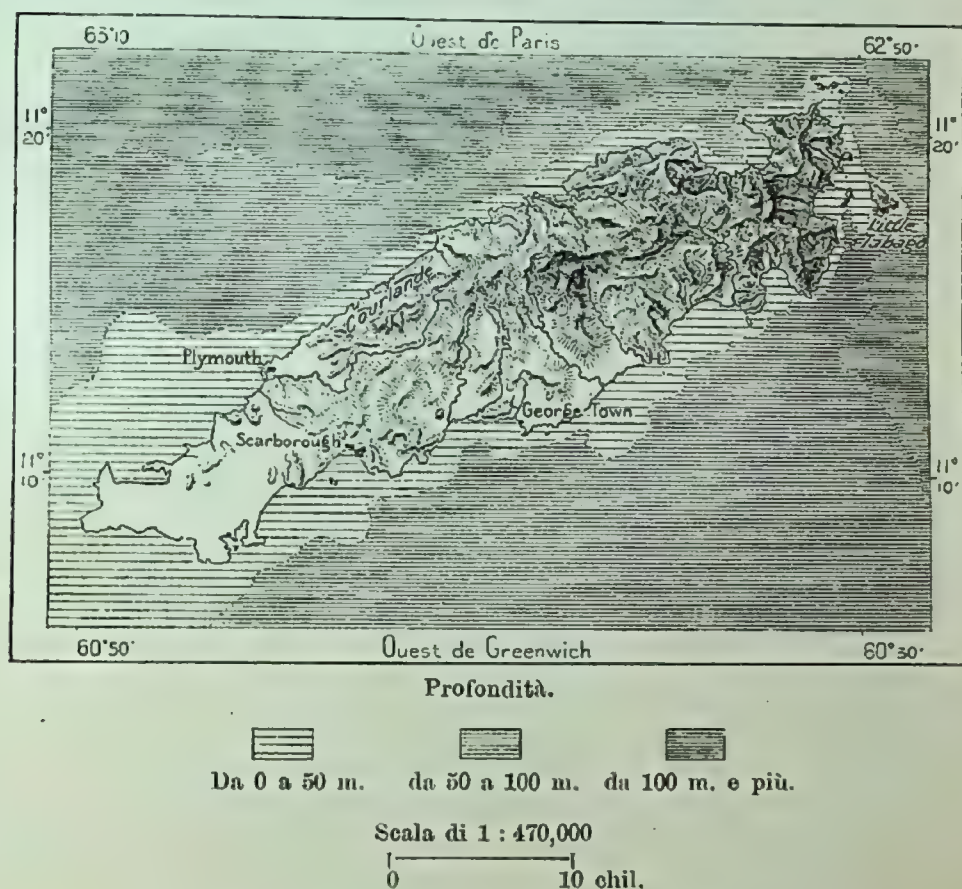 63°10 Ouest de Paris 62°50'
11° 20' 11° 20'
Little Tabago
Courlande
Plymouth
George-Town
Scarborough
11° 10' 11° 10'
60°50' Ouest de Greenwich 60°30'
Profondità.
Da 0 a 50 m. da 50 a 100 m. da 100 m. e più.
Scala di 1 : 470,000
0 10 chil.